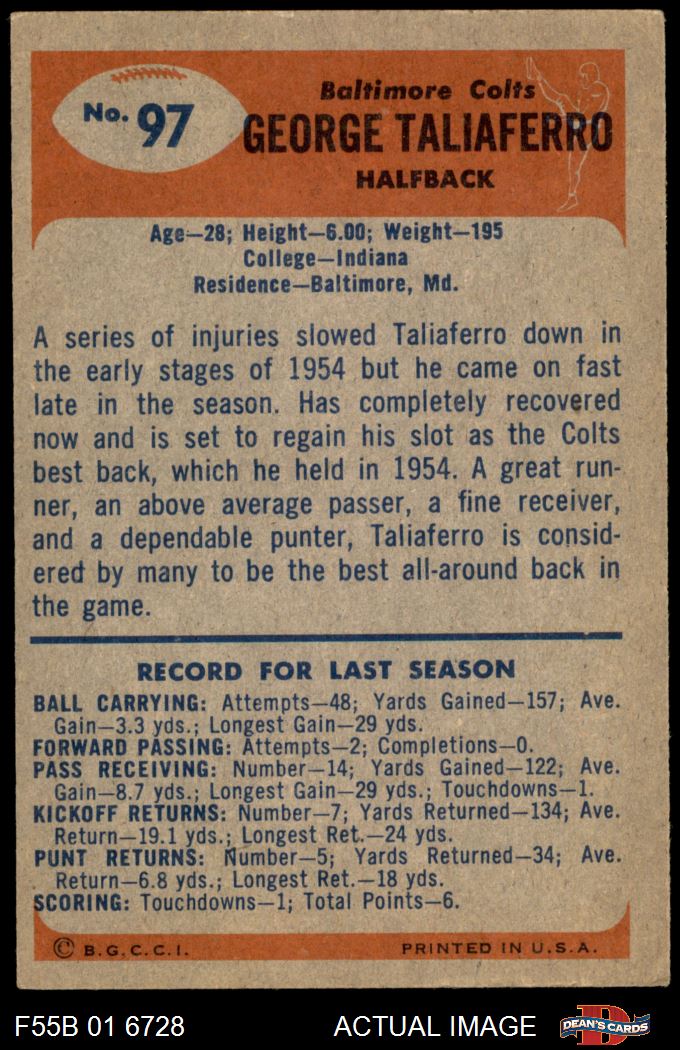 No. 97
Baltimore Colts
GEORGE TALIAFERRO
HALFBACK
Age—28; Height—6.00; Weight—195
College—Indiana
Residence—Baltimore, Md.
A series of injuries slowed Taliaferro down in
the early stages of 1954 but he came on fast
late in the season. Has completely recovered
now and is set to regain his slot as the Colts
best back, which he held in 1954. A great run-
ner, an above average passer, a fine receiver,
and a dependable punter, Taliaferro is consid-
ered by many to be the best all-around back in
the game.
RECORD FOR LAST SEASON
BALL CARRYING: Attempts—48; Yards Gained—157; Ave.
Gain—3.3 yds.; Longest Gain—29 yds.
FORWARD PASSING: Attempts—2; Completions—0.
PASS RECEIVING: Number—14; Yards Gained—122; Ave.
Gain—8.7 yds.; Longest Gain—29 yds.; Touchdowns—1.
KICKOFF RETURNS: Number—7; Yards Returned—134; Ave.
Return—19.1 yds.; Longest Ret.—24 yds.
PUNT RETURNS: Number—5; Yards Returned—34; Ave.
Return—6.8 yds.; Longest Ret.—18 yds.
SCORING: Touchdowns—1; Total Points—6.
© B.G.C.C.I.
PRINTED IN U.S.A.
F55B 01 6728
ACTUAL IMAGE
D
DEAN'S CARDS